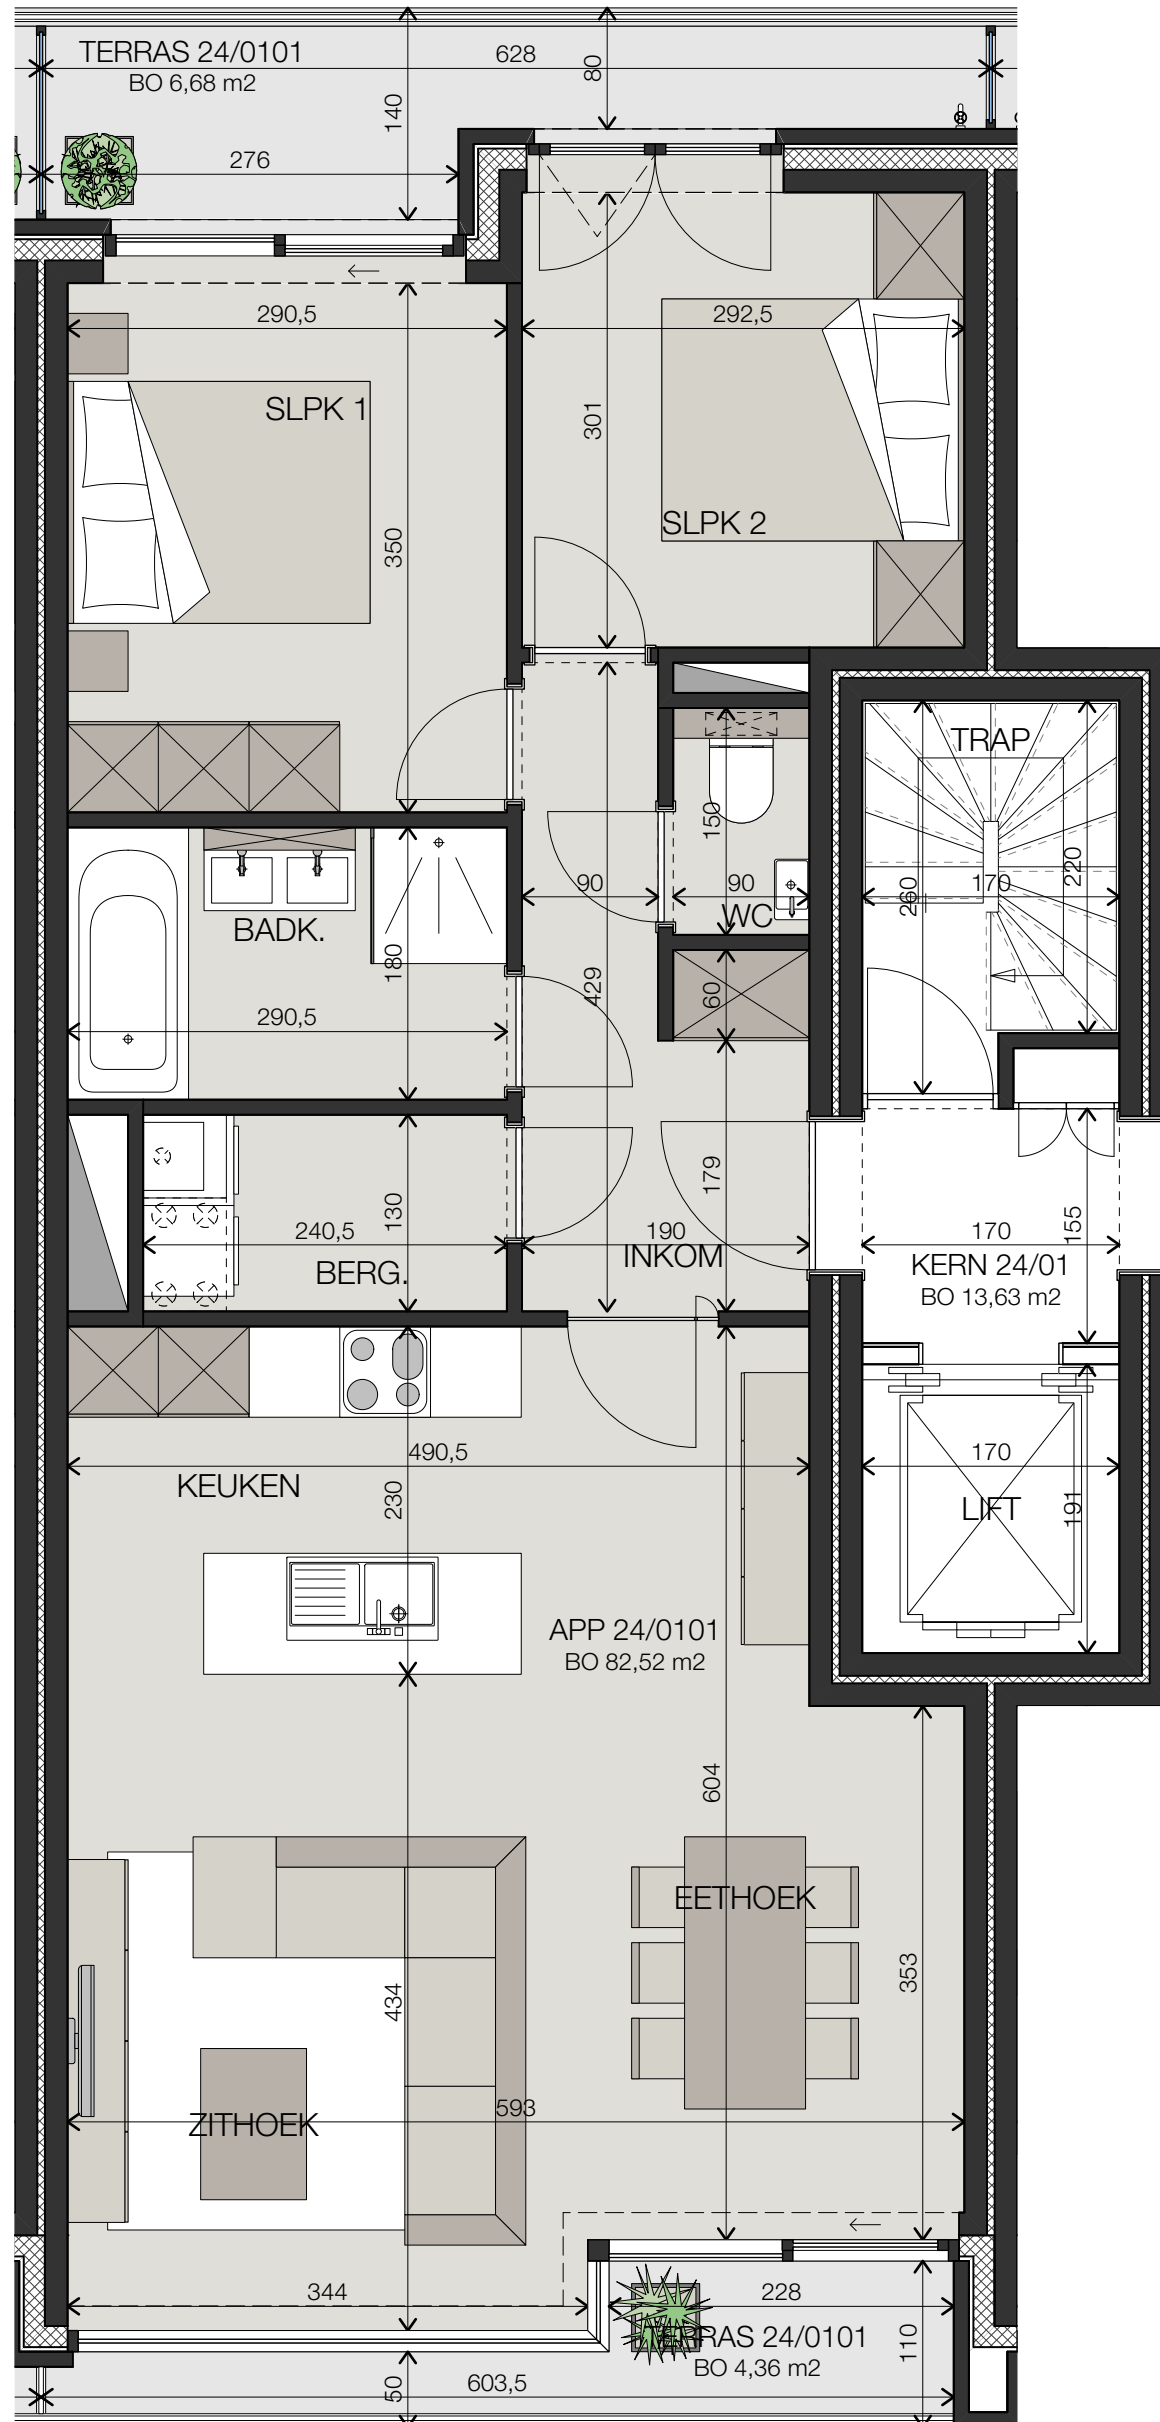 TERRAS 24/0101
BO 6,68 m2
628
80
140
276
290,5
292,5
SLPK 1
301
SLPK 2
350
TRAP
150
220
90
90
260
170
WC
BADK.
180
429
60
290,5
179
130
155
240,5
190
170
INKOM
BERG.
KERN 24/01
BO 13,63 m2
490,5
170
KEUKEN
230
LIFT
191
APP 24/0101
BO 82,52 m2
604
EETHOEK
353
434
593
ZITHOEK
344
228
TERRAS 24/0101
BO 4,36 m2
110
50
603,5